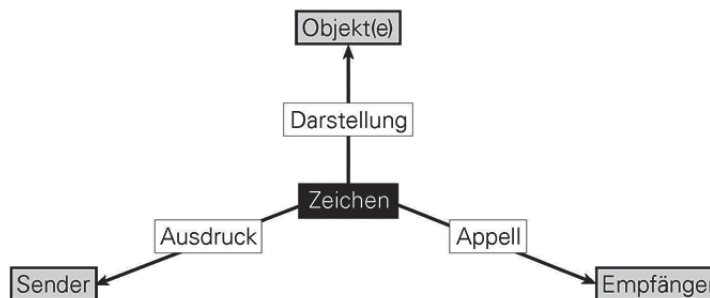 Objekt(e)
Darstellung
Zeichen
Ausdruck
Appell
Sender
Empfänger